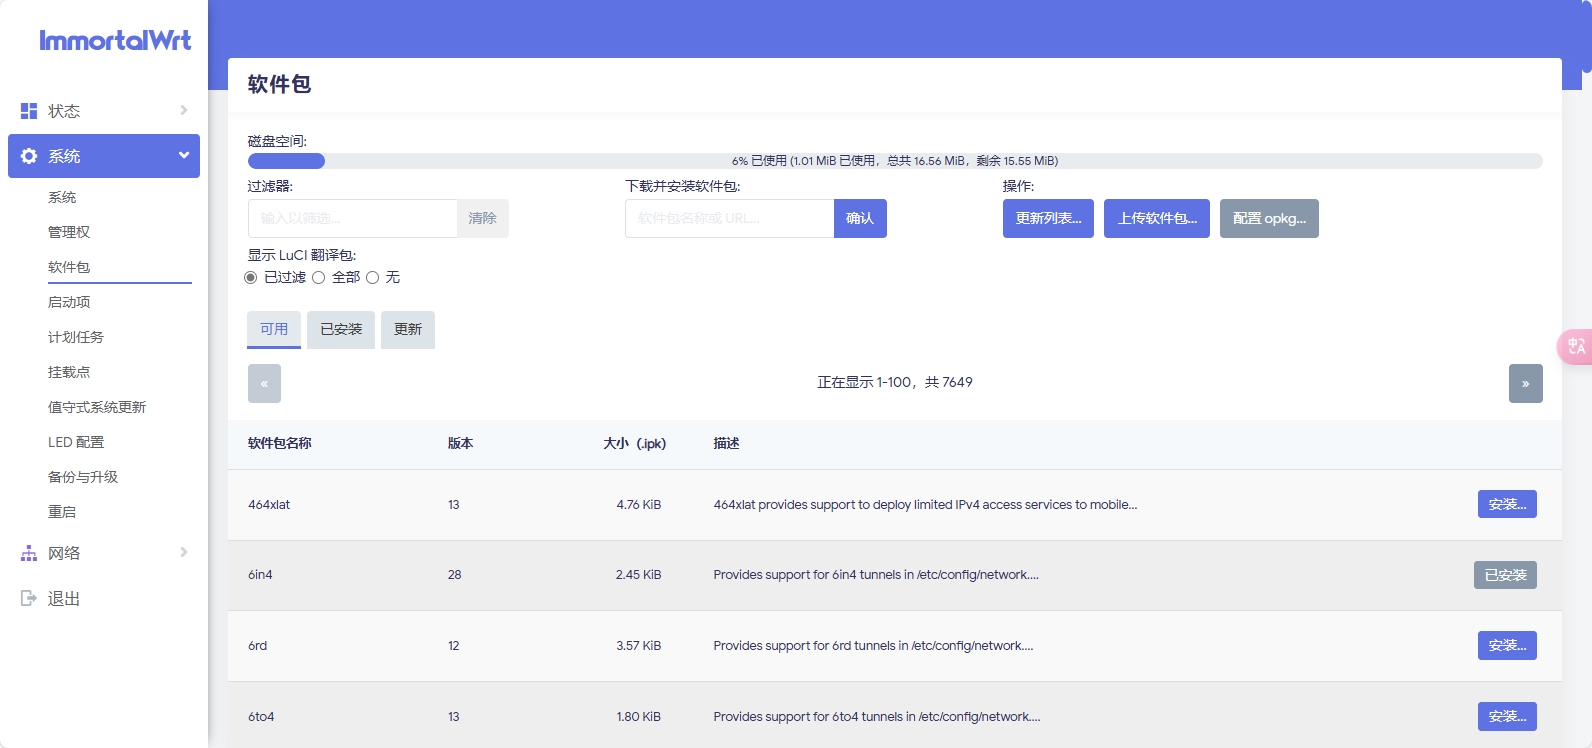 ImmortalWrt
状态
系统
系统
管理权
软件包
启动项
计划任务
挂载点
值守式系统更新
LED 配置
备份与升级
重启
网络
退出
软件包
磁盘空间:
6% 已使用 (1.01 MiB 已使用，总共 16.56 MiB，剩余 15.55 MiB)
过滤器: 下载并安装软件包: 操作:
输入以筛选... 清除 软件包名称或 URL... 确认 更新列表... 上传软件包... 配置 opkg...
显示 LuCI 翻译包:
已过滤 全部 无
可用 已安装 更新
« 正在显示 1-100，共 7649 »
软件包名称 版本 大小（.ipk) 描述
464xlat 13 4.76 KiB 464xlat provides support to deploy limited IPv4 access services to mobile... 安装...
6in4 28 2.45 KiB Provides support for 6in4 tunnels in /etc/config/network.... 已安装
6rd 12 3.57 KiB Provides support for 6rd tunnels in /etc/config/network.... 安装...
6to4 13 1.80 KiB Provides support for 6to4 tunnels in /etc/config/network.... 安装...
中 A